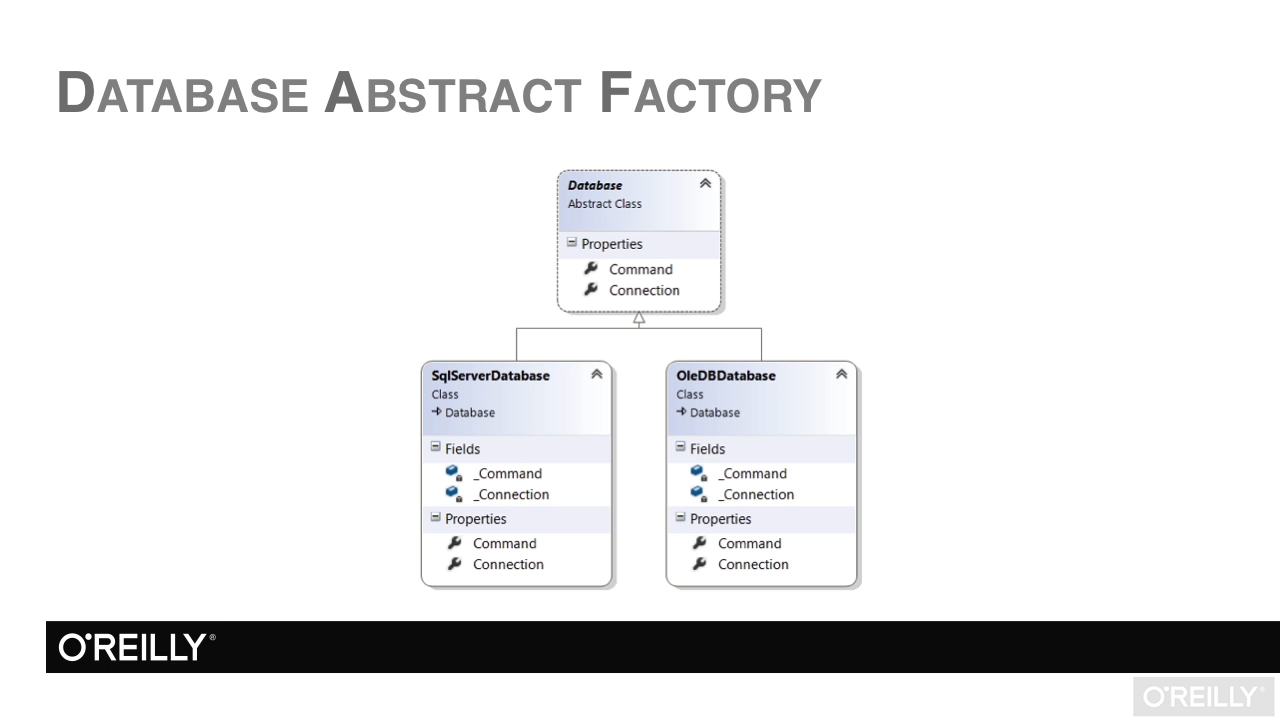 DATABASE ABSTRACT FACTORY
Database
Abstract Class
Properties
Command
Connection
SqlServerDatabase
Class
Database
Fields
_Command
_Connection
Properties
Command
Connection
OleDBDatabase
Class
Database
Fields
_Command
_Connection
Properties
Command
Connection
O'REILLY®
O'REILLY®